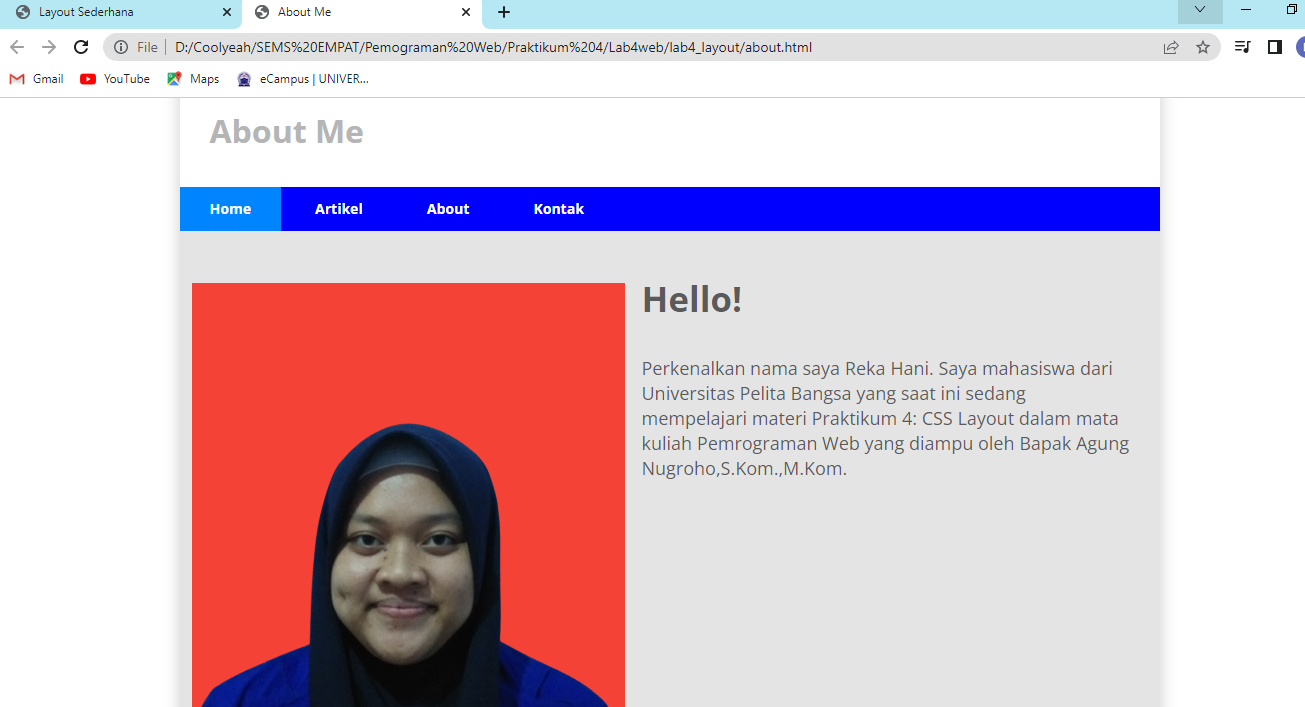 Layout Sederhana
About Me
File
D:/Coolyeah/SEMS%20EMPAT/Pemograman%20Web/Praktikum%204/Lab4web/lab4_layout/about.html
Gmail
YouTube
Maps
eCampus | UNIVER...
About Me
Home
Artikel
About
Kontak
Hello!
Perkenalkan nama saya Reka Hani. Saya mahasiswa dari
Universitas Pelita Bangsa yang saat ini sedang
mempelajari materi Praktikum 4: CSS Layout dalam mata
kuliah Pemrograman Web yang diampu oleh Bapak Agung
Nugroho,S.Kom.,M.Kom.